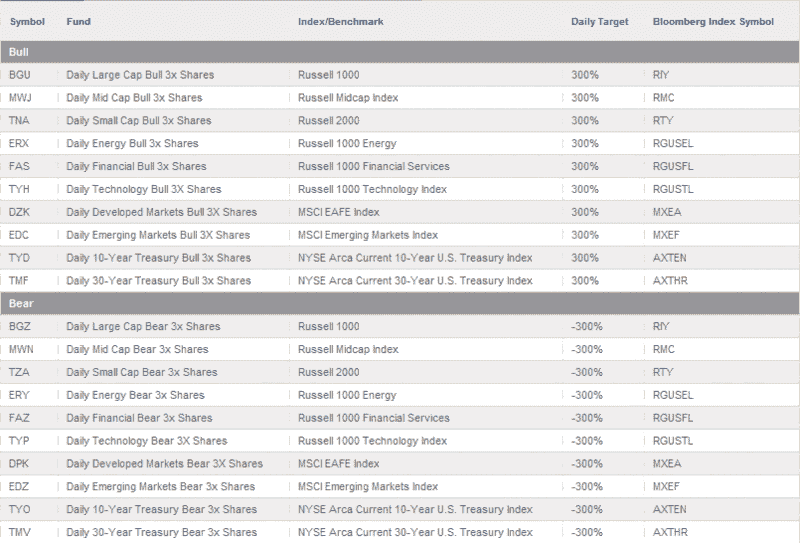 Symbol Fund Index/Benchmark Daily Target Bloomberg Index Symbol
Bull
BGU Daily Large Cap Bull 3x Shares Russell 1000 300% RIY
MWJ Daily Mid Cap Bull 3x Shares Russell Midcap Index 300% RMC
TNA Daily Small Cap Bull 3x Shares Russell 2000 300% RTY
ERX Daily Energy Bull 3x Shares Russell 1000 Energy 300% RGUSEL
FAS Daily Financial Bull 3x Shares Russell 1000 Financial Services 300% RGUSFL
TYH Daily Technology Bull 3X Shares Russell 1000 Technology Index 300% RGUSTL
DZK Daily Developed Markets Bull 3X Shares MSCI EAFE Index 300% MXEA
EDC Daily Emerging Markets Bull 3X Shares MSCI Emerging Markets Index 300% MXEF
TYD Daily 10-Year Treasury Bull 3x Shares NYSE Arca Current 10-Year U.S. Treasury Index 300% AXTEN
TMF Daily 30-Year Treasury Bull 3x Shares NYSE Arca Current 30-Year U.S. Treasury Index 300% AXTHR
Bear
BGZ Daily Large Cap Bear 3x Shares Russell 1000 -300% RIY
MWN Daily Mid Cap Bear 3x Shares Russell Midcap Index -300% RMC
TZA Daily Small Cap Bear 3x Shares Russell 2000 -300% RTY
ERY Daily Energy Bear 3x Shares Russell 1000 Energy -300% RGUSEL
FAZ Daily Financial Bear 3x Shares Russell 1000 Financial Services -300% RGUSFL
TYP Daily Technology Bear 3X Shares Russell 1000 Technology Index -300% RGUSTL
DPK Daily Developed Markets Bear 3X Shares MSCI EAFE Index -300% MXEA
EDZ Daily Emerging Markets Bear 3X Shares MSCI Emerging Markets Index -300% MXEF
TYO Daily 10-Year Treasury Bear 3x Shares NYSE Arca Current 10-Year U.S. Treasury Index -300% AXTEN
TMV Daily 30-Year Treasury Bear 3x Shares NYSE Arca Current 30-Year U.S. Treasury Index -300% AXTHR